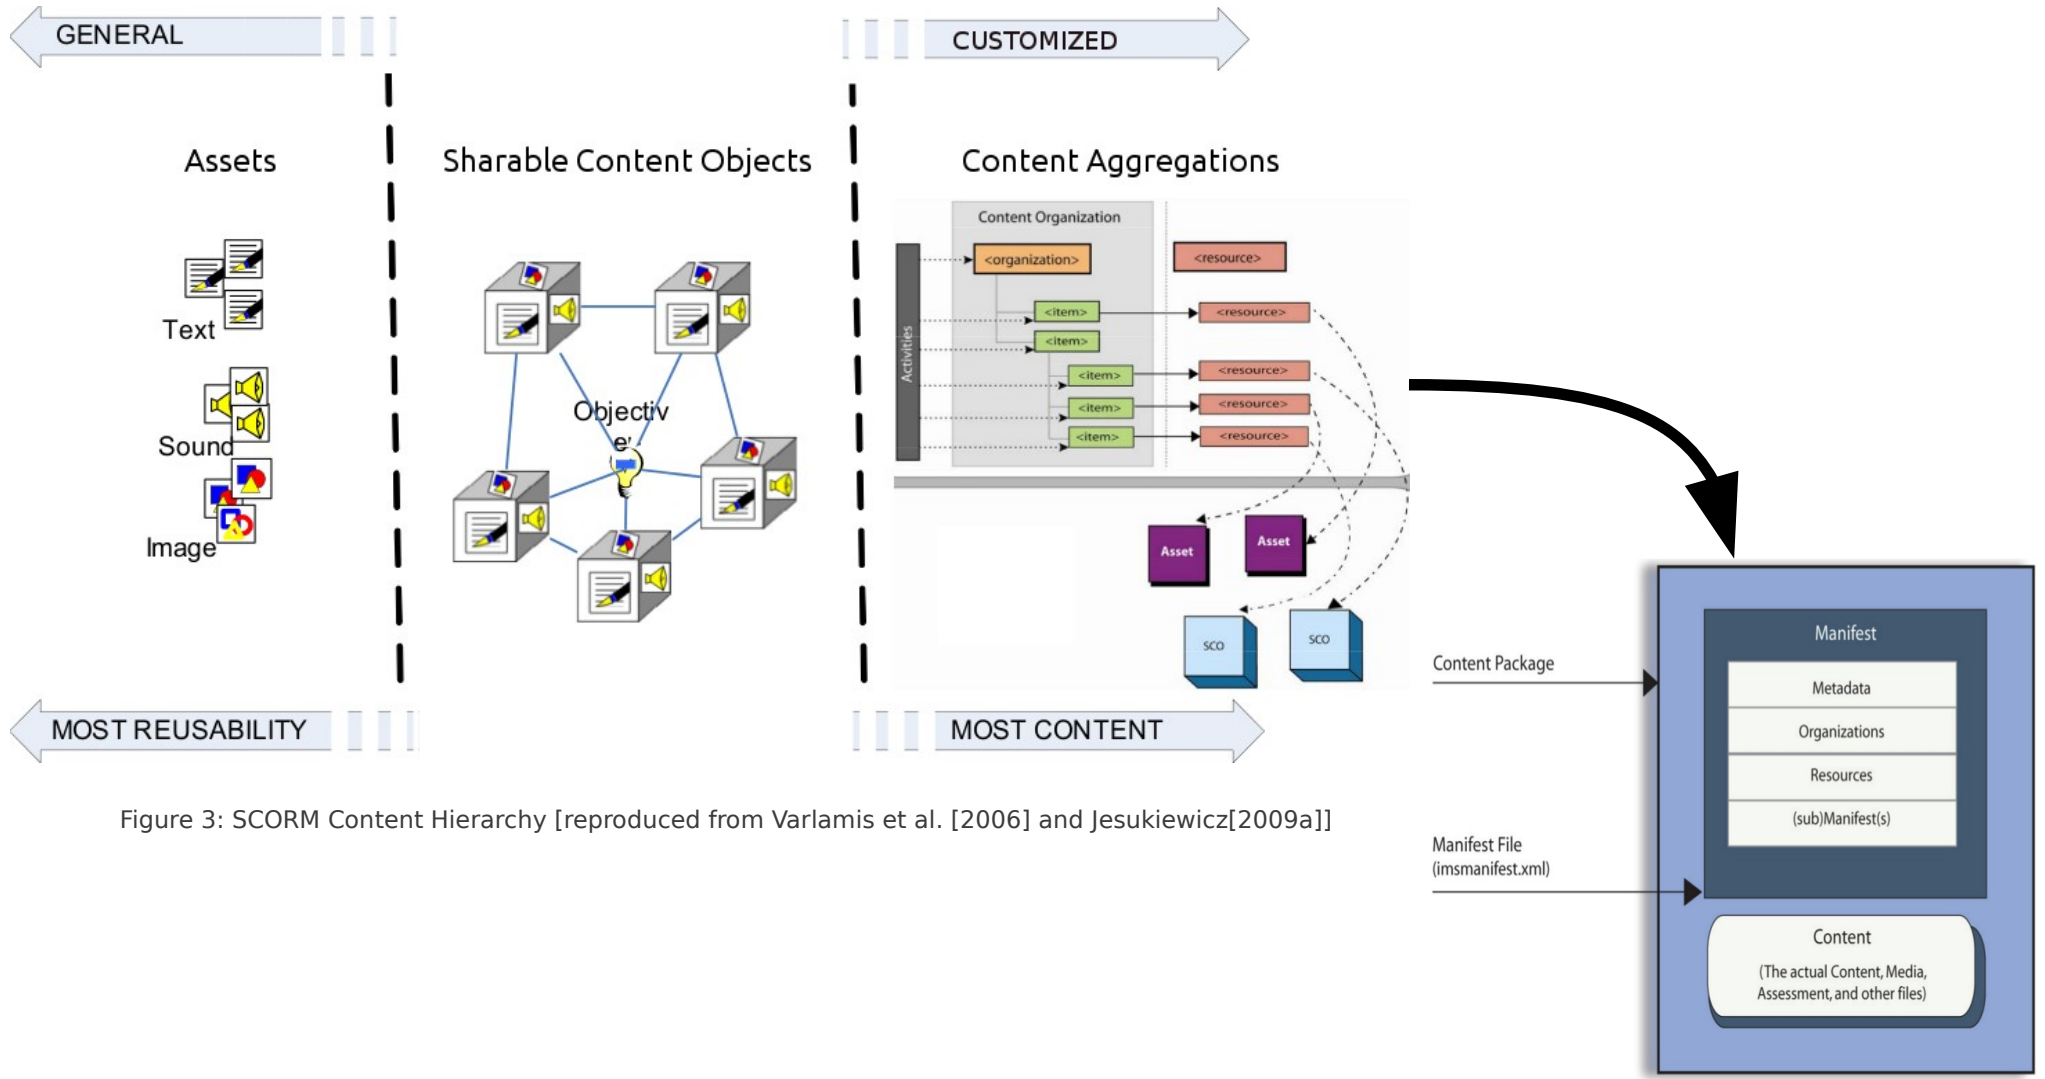 GENERAL
CUSTOMIZED
Assets
Sharable Content Objects
Content Aggregations
Text
Sound
Image
Objectiv
e
Content Organization
Activities
<organization>
<resource>
<item>
<resource>
<item>
<item>
<resource>
<item>
<resource>
<item>
<resource>
Asset
Asset
SCO
SCO
MOST REUSABILITY
MOST CONTENT
Content Package
Manifest File
(imsmanifest.xml)
Manifest
Metadata
Organizations
Resources
(sub)Manifest(s)
Content
(The actual Content, Media,
Assessment, and other files)
Figure 3: SCORM Content Hierarchy [reproduced from Varlamis et al. [2006] and Jesukiewicz[2009a]]